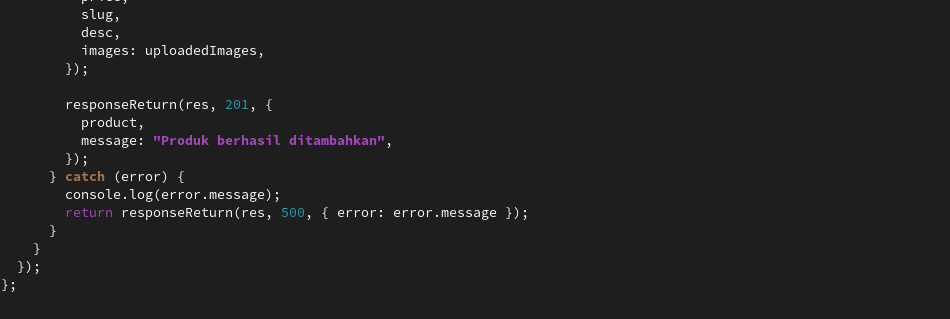 slug,
desc,
images: uploadedImages,
});
responseReturn(res, 201, {
product,
message: "Produk berhasil ditambahkan",
});
} catch (error) {
console.log(error.message);
return responseReturn(res, 500, { error: error.message });
}
}
});
};